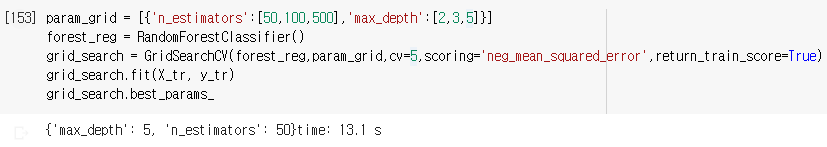 [153] param_grid = [{'n_estimators':[50,100,500],'max_depth':[2,3,5]}]
forest_reg = RandomForestClassifier()
grid_search = GridSearchCV(forest_reg,param_grid,cv=5,scoring='neg_mean_squared_error',return_train_score=True)
grid_search.fit(X_tr, y_tr)
grid_search.best_params_
{'max_depth': 5, 'n_estimators': 50}time: 13.1 s